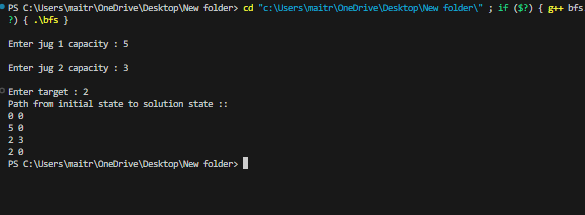 PS C:\Users\maitr\OneDrive\Desktop\New folder> cd "c:\Users\maitr\OneDrive\Desktop\New folder\" ; if ($?) { g++ bfs
?) { .\bfs }
Enter jug 1 capacity : 5
Enter jug 2 capacity : 3
Enter target : 2
Path from initial state to solution state ::
0 0
5 0
2 3
2 0
PS C:\Users\maitr\OneDrive\Desktop\New folder>